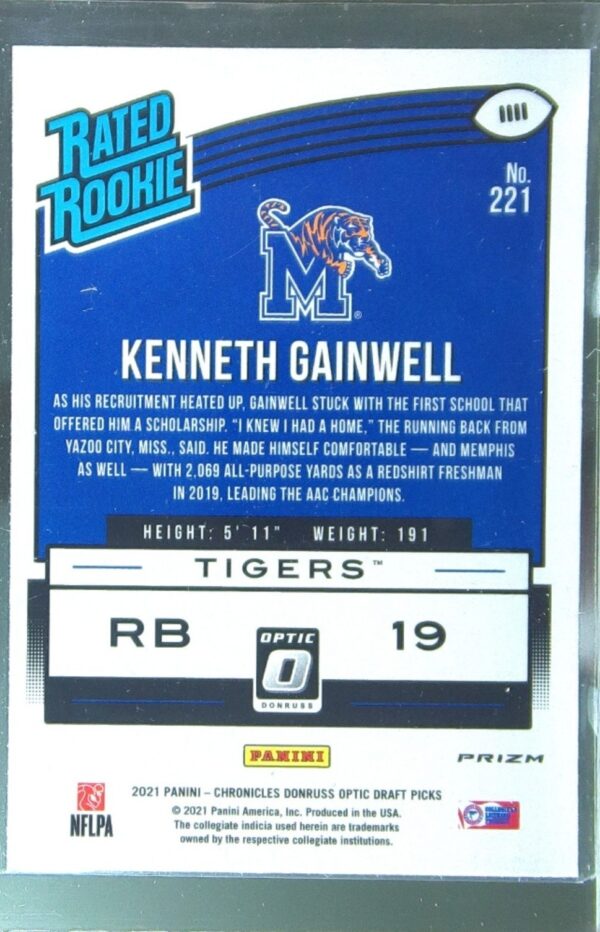 RATED
ROOKIE
No.
221
M
®
KENNETH GAINWELL
AS HIS RECRUITMENT HEATED UP, GAINWELL STUCK WITH THE FIRST SCHOOL THAT
OFFERED HIM A SCHOLARSHIP. “I KNEW I HAD A HOME,” THE RUNNING BACK FROM
YAZOO CITY, MISS., SAID. HE MADE HIMSELF COMFORTABLE — AND MEMPHIS
AS WELL — WITH 2,069 ALL-PURPOSE YARDS AS A REDSHIRT FRESHMAN
IN 2019, LEADING THE AAC CHAMPIONS.
HEIGHT: 5' 11" WEIGHT: 191
TIGERS™
RB
OPTIC
O
DONRUSS
19
PANINI
PRIZM
NFLPA
2021 PANINI – CHRONICLES DONRUSS OPTIC DRAFT PICKS
© 2021 Panini America, Inc. Produced in the USA.
The collegiate indicia used herein are trademarks
owned by the respective collegiate institutions.